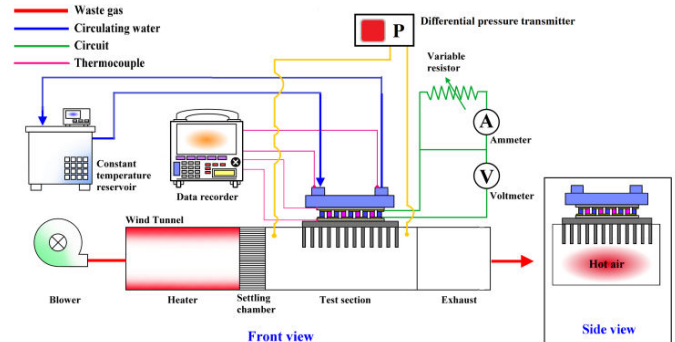 Waste gas
Circulating water
Circuit
Thermocouple
P
Differential pressure transmitter
Variable
resistor
A
Ammeter
V
Voltmeter
Constant
temperature
reservoir
Data recorder
Wind Tunnel
Blower
Heater
Settling
chamber
Test section
Exhaust
Hot air
Front view
Side view